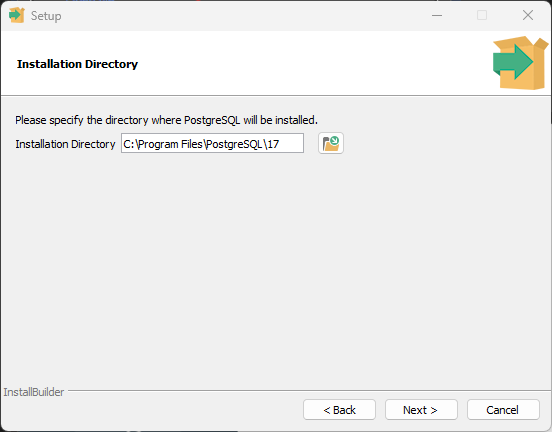 Setup
Installation Directory
Please specify the directory where PostgreSQL will be installed.
Installation Directory C:\Program Files\PostgreSQL\17
InstallBuilder
< Back Next > Cancel